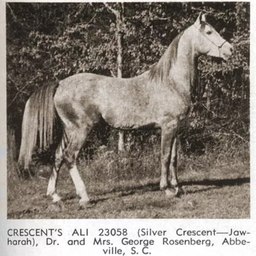 CRESCENT'S ALI 23058 (Silver Crescent—Jaw-
harah), Dr. and Mrs. George Rosenberg, Abbe-
ville, S. C.